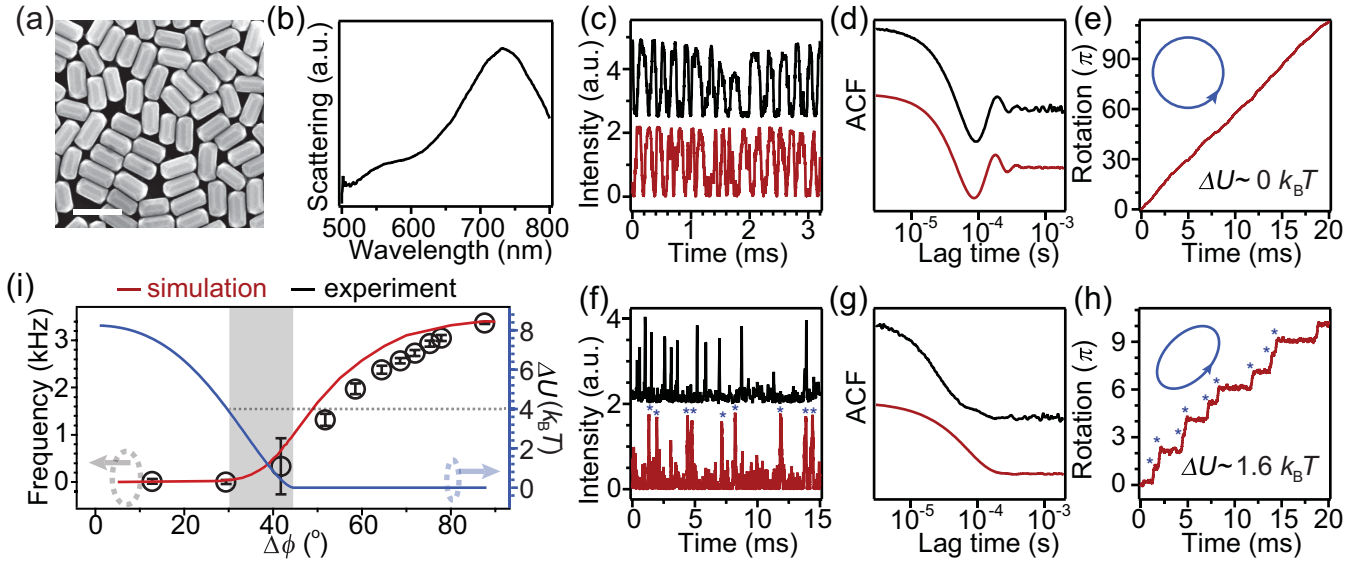 (a)
(b)
Scattering (a.u.)
500 600 700 800
Wavelength (nm)
(c)
Intensity (a.u.)
4
2
0
0 1 2 3
Time (ms)
(d)
ACF
10⁻⁵ 10⁻⁴ 10⁻³
Lag time (s)
(e)
Rotation (π)
90
60
30
0
ΔU~ 0 k_BT
0 5 10 15 20
Time (ms)
(i)
simulation
experiment
Frequency (kHz)
3
2
1
0
0 20 40 60 80
Δϕ (°)
8
6
4
2
0
ΔU (k_BT)
(f)
Intensity (a.u.)
4
2
0
* * * * * * * * *
0 5 10 15
Time (ms)
(g)
ACF
10⁻⁵ 10⁻⁴ 10⁻³
Lag time (s)
(h)
Rotation (π)
9
6
3
0
* * * * * * * * *
ΔU~ 1.6 k_BT
0 5 10 15 20
Time (ms)